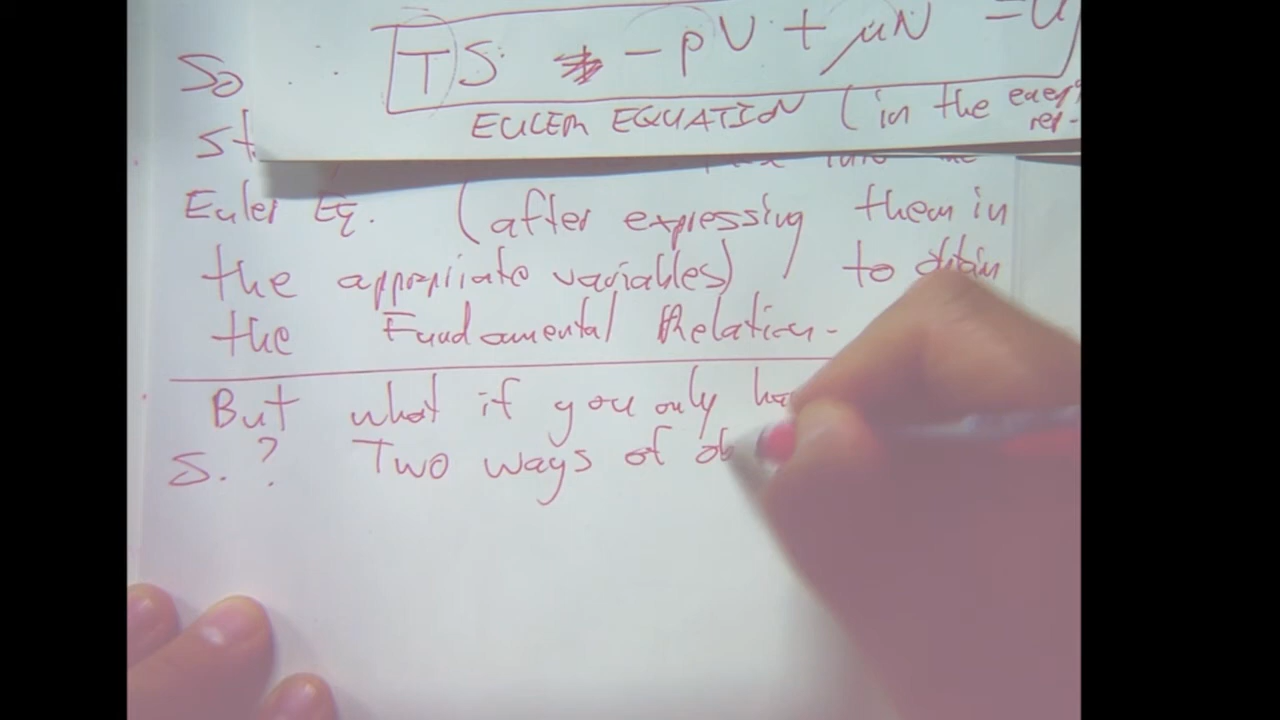 TS - pV + μN = U
EULER EQUATION (in the
So
st
Euler Eq. (after expressing them in
the appropriate variables) to obtain
the Fundamental Relation.
But what if you only
S.? Two ways of ob